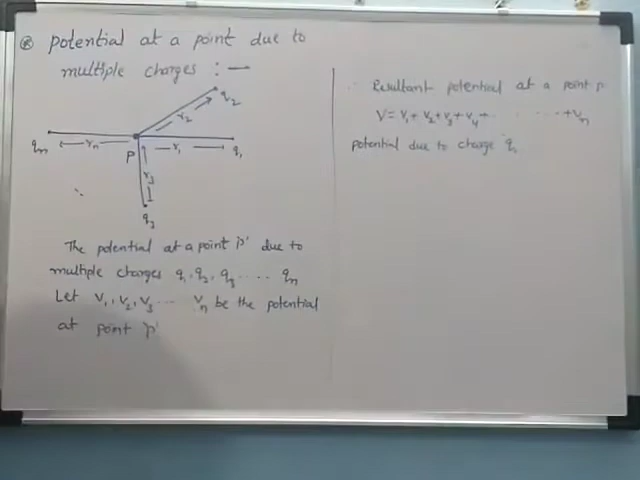 ⊛ potential at a point due to
multiple charges : —
q2
r2
qn
rn
P
r1
q1
r3
q3
The potential at a point 'P' due to
multiple charges q1, q2, q3 ..... qn
Let V1, V2, V3 ... Vn be the potential
at point 'P'
∴ Resultant potential at a point P
V = V1 + V2 + V3 + V4 + ..... + Vn
potential due to charge q1